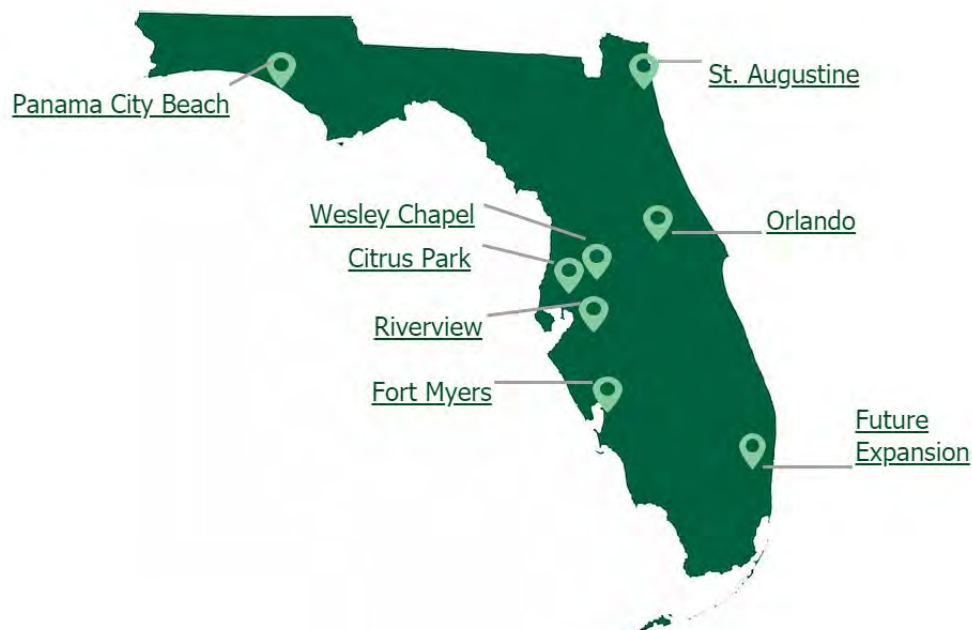 St. Augustine
Panama City Beach
Wesley Chapel
Orlando
Citrus Park
Riverview
Fort Myers
Future
Expansion